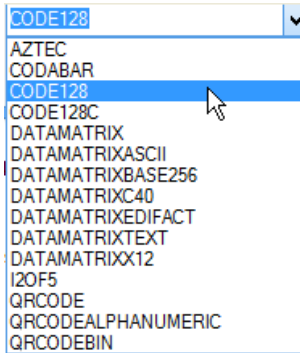 CODE128
AZTEC
CODABAR
CODE128
CODE128C
DATAMATRIX
DATAMATRIXASCII
DATAMATRIXBASE256
DATAMATRIXC40
DATAMATRIXEDIFACT
DATAMATRIXTEXT
DATAMATRIXX12
I2OF5
QRCODE
QRCODEALPHANUMERIC
QRCODEBIN